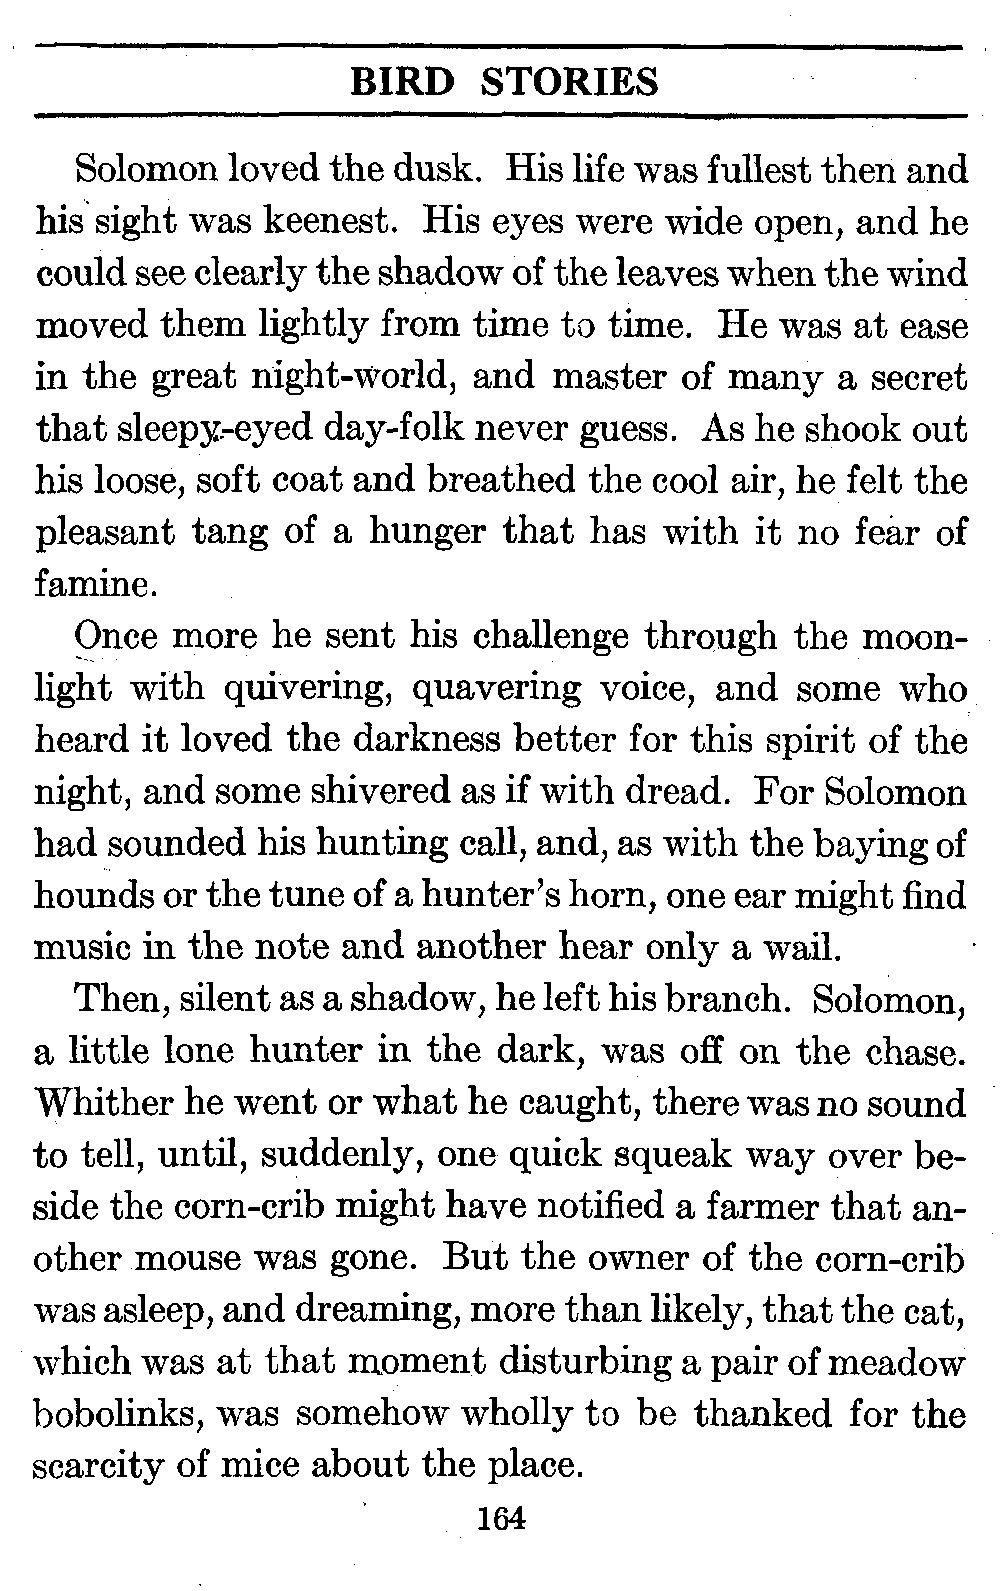 BIRD STORIES
Solomon loved the dusk. His life was fullest then and
his sight was keenest. His eyes were wide open, and he
could see clearly the shadow of the leaves when the wind
moved them lightly from time to time. He was at ease
in the great night-world, and master of many a secret
that sleepy-eyed day-folk never guess. As he shook out
his loose, soft coat and breathed the cool air, he felt the
pleasant tang of a hunger that has with it no fear of
famine.
Once more he sent his challenge through the moon-
light with quivering, quavering voice, and some who
heard it loved the darkness better for this spirit of the
night, and some shivered as if with dread. For Solomon
had sounded his hunting call, and, as with the baying of
hounds or the tune of a hunter's horn, one ear might find
music in the note and another hear only a wail.
Then, silent as a shadow, he left his branch. Solomon,
a little lone hunter in the dark, was off on the chase.
Whither he went or what he caught, there was no sound
to tell, until, suddenly, one quick squeak way over be-
side the corn-crib might have notified a farmer that an-
other mouse was gone. But the owner of the corn-crib
was asleep, and dreaming, more than likely, that the cat,
which was at that moment disturbing a pair of meadow
bobolinks, was somehow wholly to be thanked for the
scarcity of mice about the place.
164